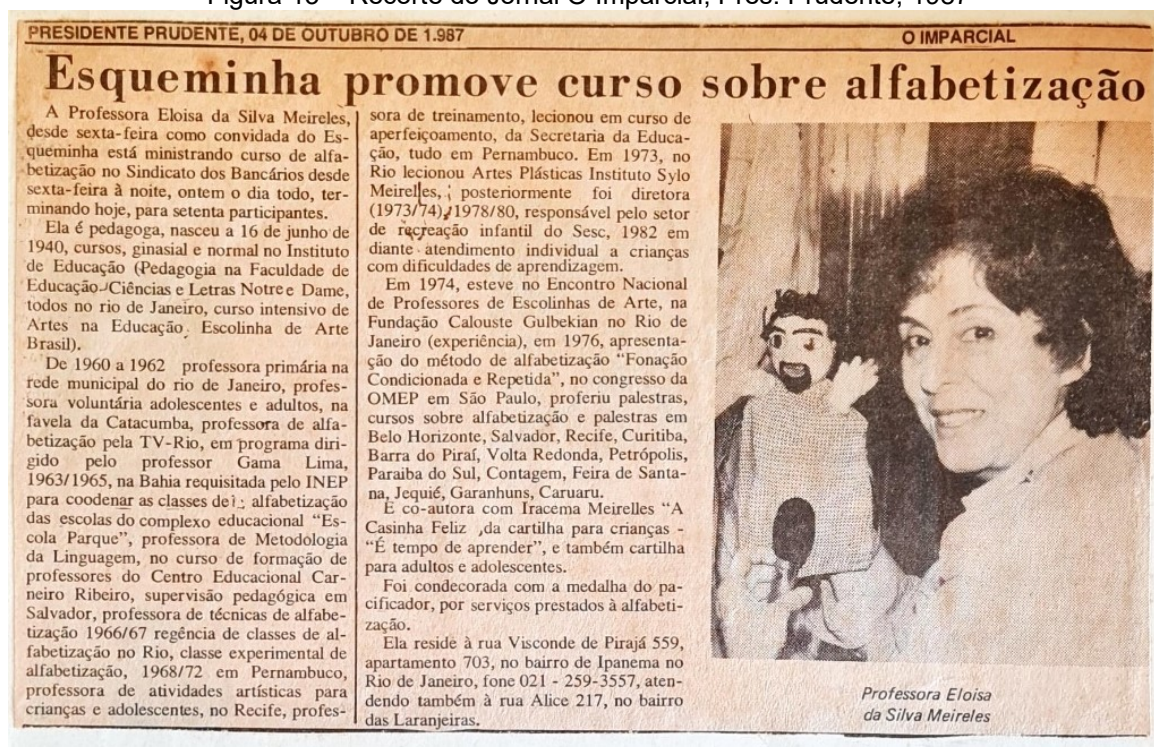 PRESIDENTE PRUDENTE, 04 DE OUTUBRO DE 1.987
O IMPARCIAL
Esqueminha promove curso sobre alfabetização
A Professora Eloisa da Silva Meireles,
desde sexta-feira como convidada do Es-
queminha está ministrando curso de alfa-
betização no Sindicato dos Bancários desde
sexta-feira à noite, ontem o dia todo, ter-
minando hoje, para setenta participantes.
Ela é pedagoga, nasceu a 16 de junho de
1940, cursos, ginasial e normal no Instituto
de Educação (Pedagogia na Faculdade de
Educação-Ciências e Letras Notre e Dame,
todos no rio de Janeiro, curso intensivo de
Artes na Educação Escolinha de Arte
Brasil).
De 1960 a 1962 professora primária na
rede municipal do rio de Janeiro, profes-
sora voluntária adolescentes e adultos, na
favela da Catacumba, professora de alfa-
betização pela TV-Rio, em programa diri-
gido pelo professor Gama Lima,
1963/1965, na Bahia requisitada pelo INEP
para coodenar as classes de alfabetização
das escolas do complexo educacional “Es-
cola Parque”, professora de Metodologia
da Linguagem, no curso de formação de
professores do Centro Educacional Car-
neiro Ribeiro, supervisão pedagógica em
Salvador, professora de técnicas de alfabe-
tização 1966/67 regência de classes de al-
fabetização no Rio, classe experimental de
alfabetização, 1968/72 em Pernambuco,
professora de atividades artísticas para
crianças e adolescentes, no Recife, profes-
sora de treinamento, lecionou em curso de
aperfeiçoamento, da Secretaria da Educa-
ção, tudo em Pernambuco. Em 1973, no
Rio lecionou Artes Plásticas Instituto Sylo
Meirelles, posteriormente foi diretora
(1973/74), 1978/80, responsável pelo setor
de recreação infantil do Sesc, 1982 em
diante atendimento individual a crianças
com dificuldades de aprendizagem.
Em 1974, esteve no Encontro Nacional
de Professores de Escolinhas de Arte, na
Fundação Calouste Gulbekian no Rio de
Janeiro (experiência), em 1976, apresenta-
ção do método de alfabetização “Fonação
Condicionada e Repetida”, no congresso da
OMEP em São Paulo, proferiu palestras,
cursos sobre alfabetização e palestras em
Belo Horizonte, Salvador, Recife, Curitiba,
Barra do Piraí, Volta Redonda, Petrópolis,
Paraiba do Sul, Contagem, Feira de Santa-
na, Jequié, Garanhuns, Caruaru.
É co-autora com Iracema Meirelles “A
Casinha Feliz ,da cartilha para crianças -
“É tempo de aprender”, e também cartilha
para adultos e adolescentes.
Foi condecorada com a medalha do pa-
cificador, por serviços prestados à alfabeti-
zação.
Ela reside à rua Visconde de Pirajá 559,
apartamento 703, no bairro de Ipanema no
Rio de Janeiro, fone 021 - 259-3557, aten-
dendo também à rua Alice 217, no bairro
das Laranjeiras.
Professora Eloisa
da Silva Meireles